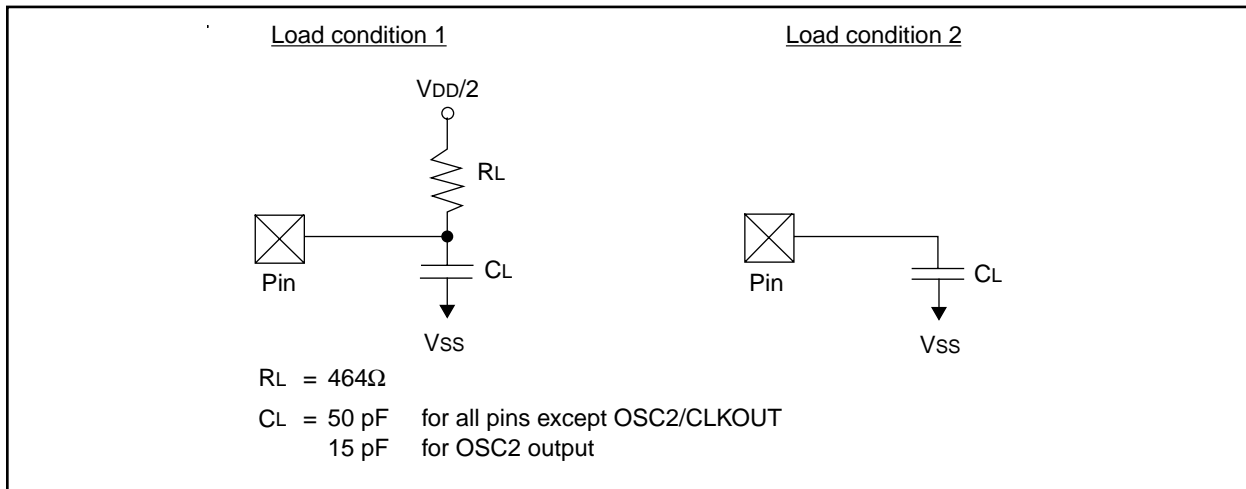 Load condition 1
VDD/2
RL
Pin
CL
VSS
Load condition 2
Pin
CL
VSS
RL = 464Ω
CL = 50 pF for all pins except OSC2/CLKOUT
15 pF for OSC2 output